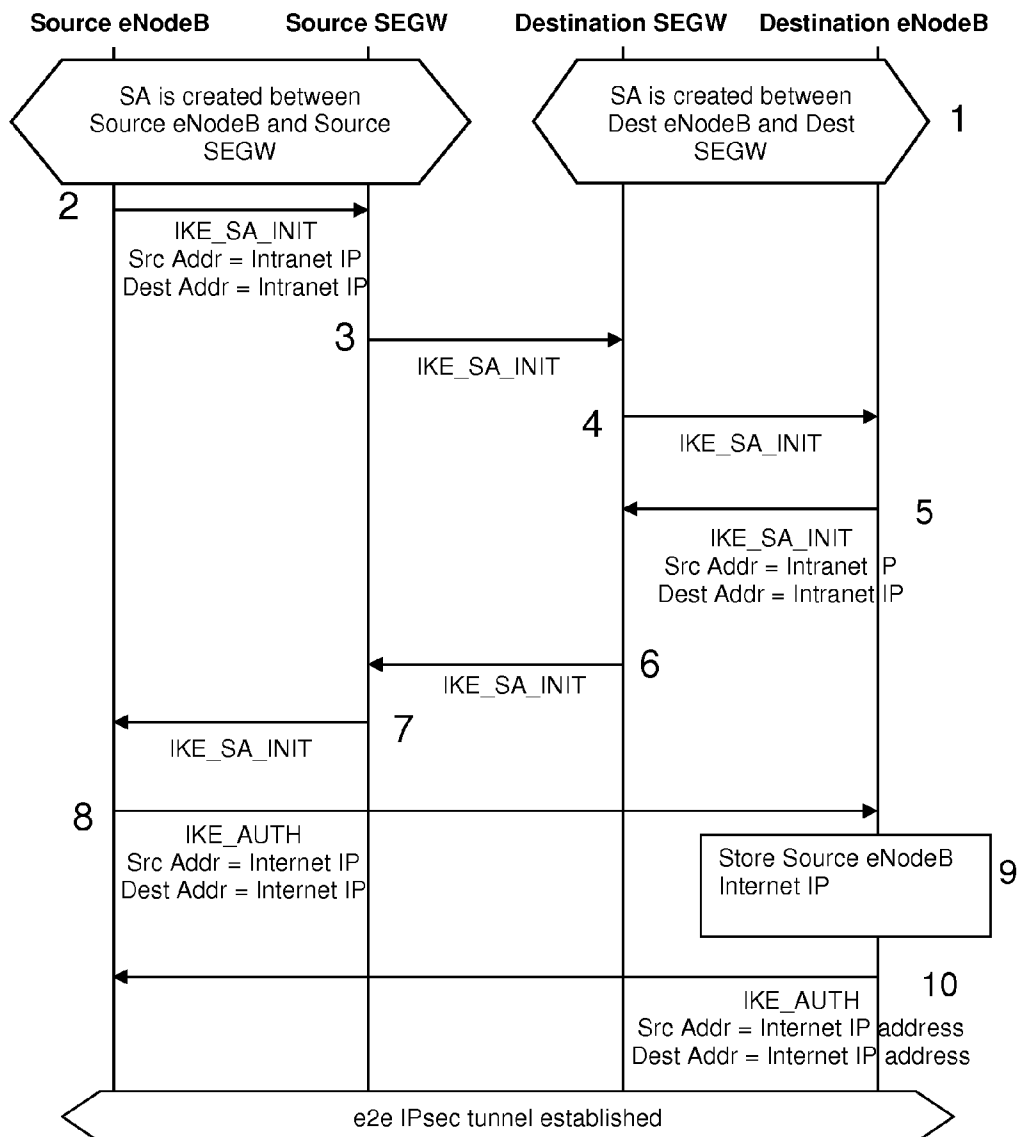 Source eNodeB Source SEGW Destination SEGW Destination eNodeB
SA is created between
Source eNodeB and Source
SEGW
SA is created between
Dest eNodeB and Dest
SEGW
1
2
IKE_SA_INIT
Src Addr = Intranet IP
Dest Addr = Intranet IP
3
IKE_SA_INIT
4
IKE_SA_INIT
5
IKE_SA_INIT
Src Addr = Intranet IP
Dest Addr = Intranet IP
6
IKE_SA_INIT
7
IKE_SA_INIT
8
IKE_AUTH
Src Addr = Internet IP
Dest Addr = Internet IP
Store Source eNodeB
Internet IP
9
10
IKE_AUTH
Src Addr = Internet IP address
Dest Addr = Internet IP address
e2e IPsec tunnel established